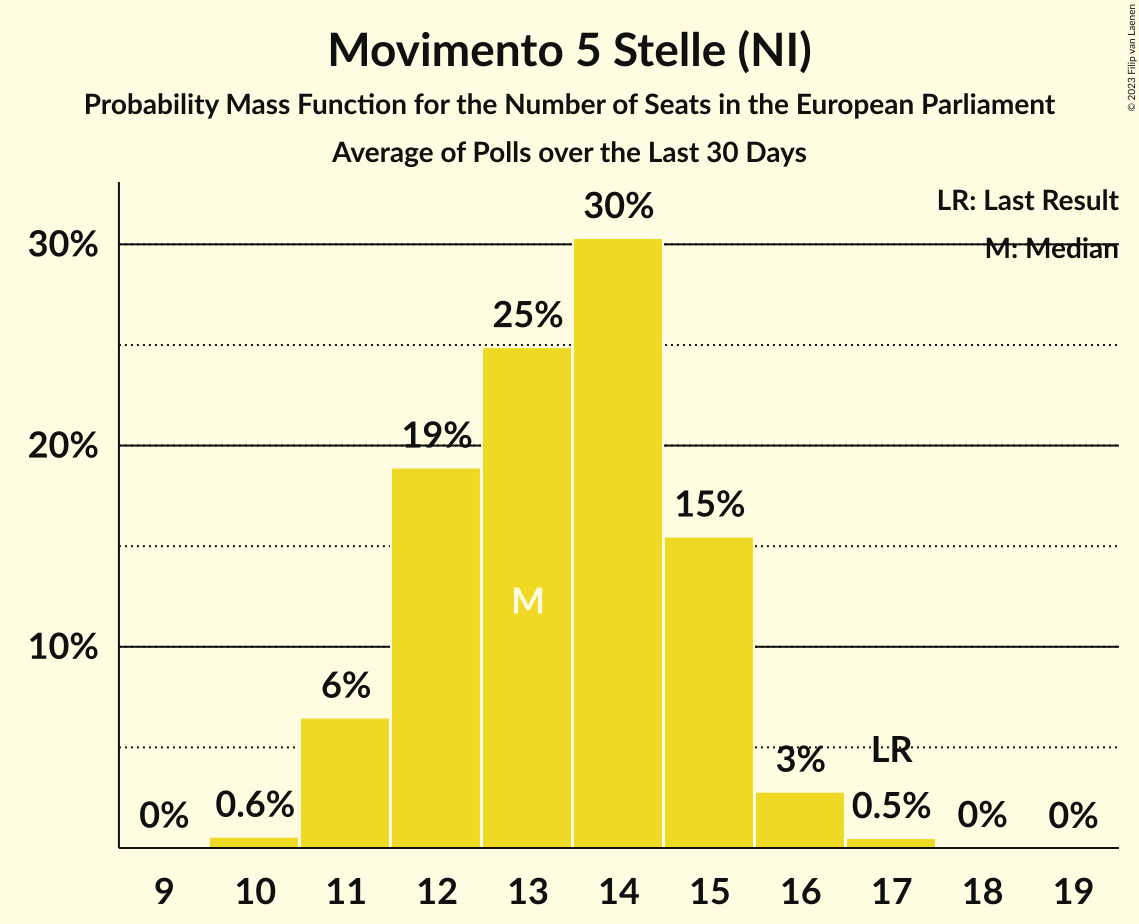 Movimento 5 Stelle (NI)
Probability Mass Function for the Number of Seats in the European Parliament
Average of Polls over the Last 30 Days
© 2023 Filip van Laenen
LR: Last Result
M: Median
30%
20%
10%
0%
0.6%
6%
19%
25%
M
30%
15%
3%
LR
0.5%
0%
0%
9 10 11 12 13 14 15 16 17 18 19